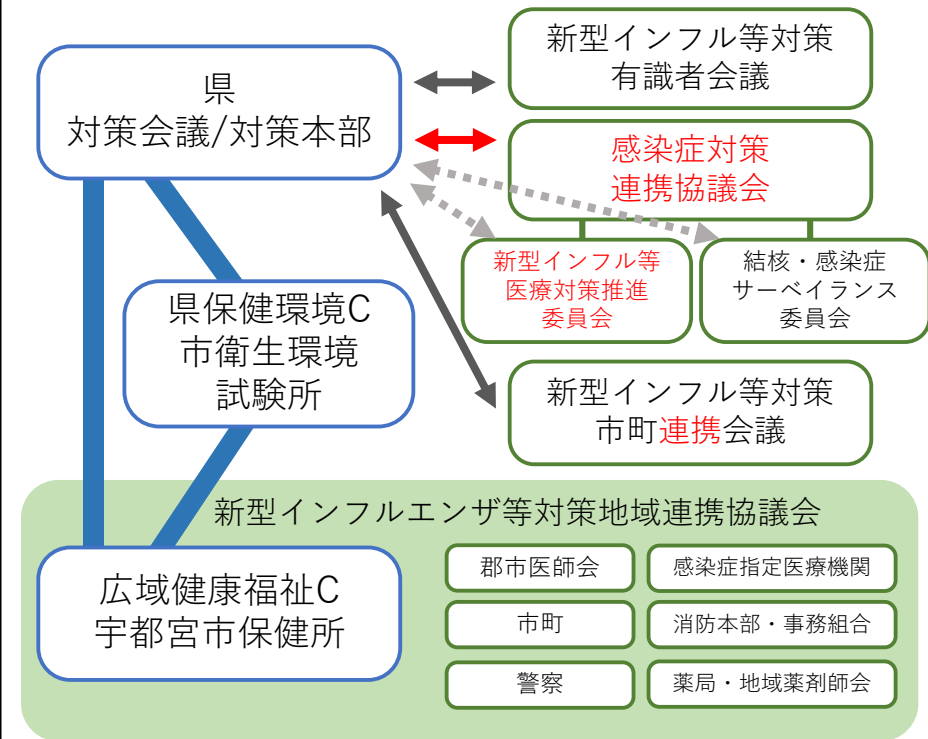 県
対策会議/対策本部
新型インフル等対策
有識者会議
感染症対策
連携協議会
新型インフル等
医療対策推進
委員会
結核・感染症
サーベイランス
委員会
県保健環境C
市衛生環境
試験所
新型インフル等対策
市町連携会議
新型インフルエンザ等対策地域連携協議会
広域健康福祉C
宇都宮市保健所
郡市医師会
感染症指定医療機関
市町
消防本部・事務組合
警察
薬局・地域薬剤師会